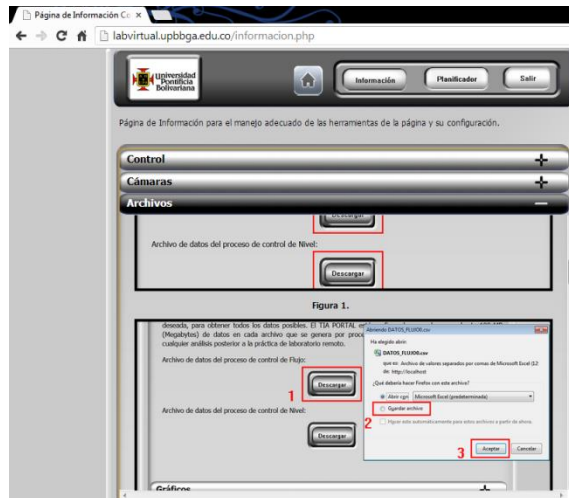 Página de Información Co
labvirtual.upbbga.edu.co/informacion.php
Universidad
Pontificia
Bolivariana
Información
Planificador
Salir
Página de Información para el manejo adecuado de las herramientas de la página y su configuración.
Control
Cámaras
Archivos
Descargar
Archivo de datos del proceso de control de Nivel:
Descargar
Figura 1.
deseada, para obtener todos los datos posibles. El TIA PORTAL
(Megabytes) de datos en cada archivo que se genera por
cualquier análisis posterior a la práctica de laboratorio remoto.
Archivo de datos del proceso de control de Flujo:
1
Descargar
Archivo de datos del proceso de control de Nivel:
Descargar
Gráficos
Abriendo DATOS_FLUJO6.csv
Ha elegido abrir:
DATOS_FLUJO6.csv
que es: Archivo de valores separados por comas de Microsoft Excel
de: http://localhost
¿Qué debería hacer Firefox con este archivo?
Abrir con Microsoft Excel (predeterminada)
2
Guardar archivo
Hacer esto automáticamente para estos archivos a partir de ahora.
3
Aceptar
Cancelar